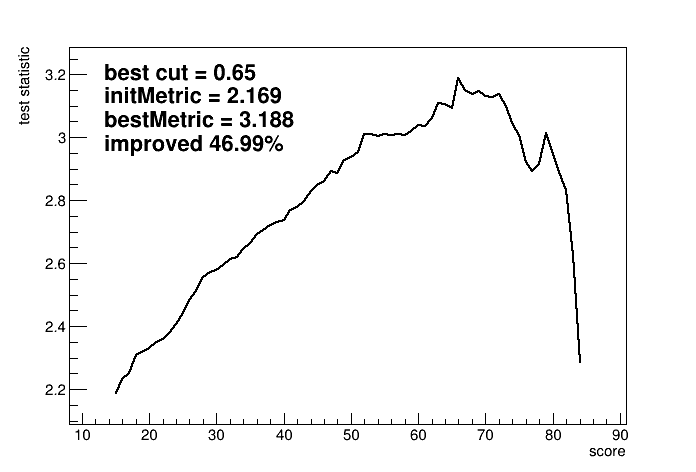 test statistic
best cut = 0.65
initMetric = 2.169
bestMetric = 3.188
improved 46.99%
3.2
3
2.8
2.6
2.4
2.2
10 20 30 40 50 60 70 80 90
score